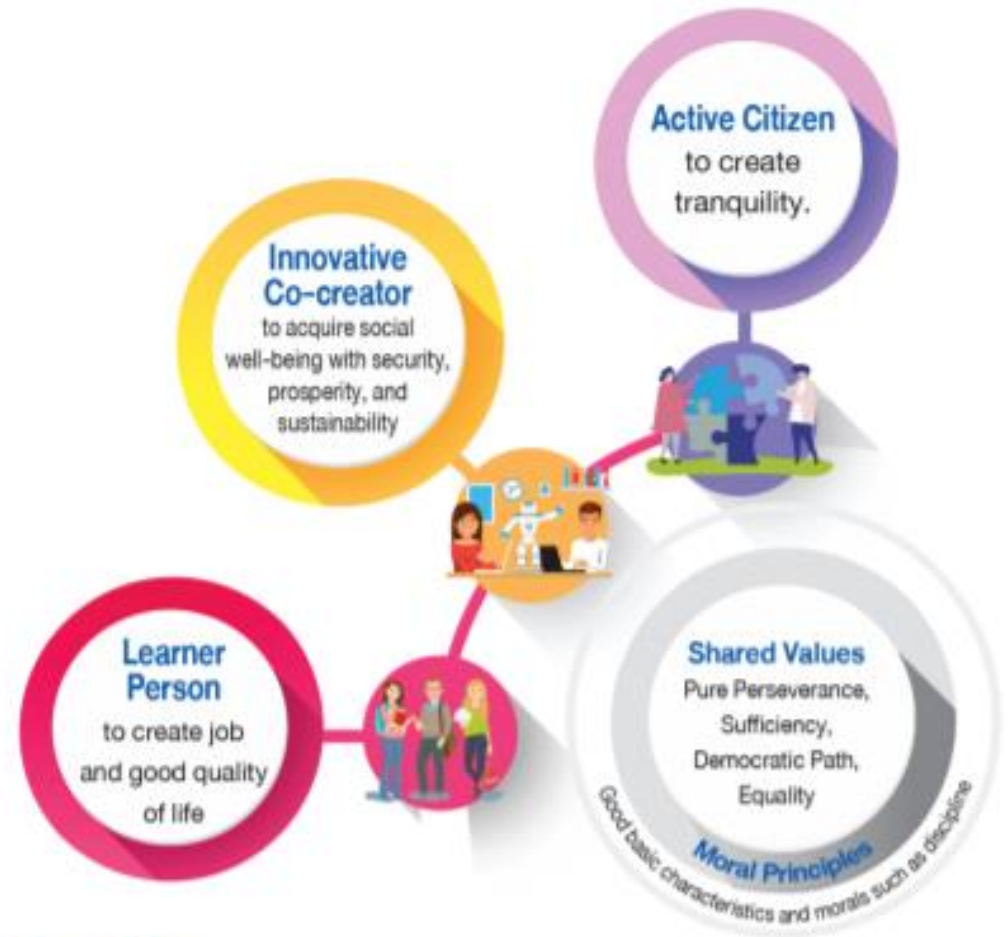 Active Citizen
to create
tranquility.
Innovative
Co-creator
to acquire social
well-being with security,
prosperity, and
sustainability
Learner
Person
to create job
and good quality
of life
Shared Values
Pure Perseverance,
Sufficiency,
Democratic Path,
Equality
Moral Principles
Good basic characteristics and morals such as discipline